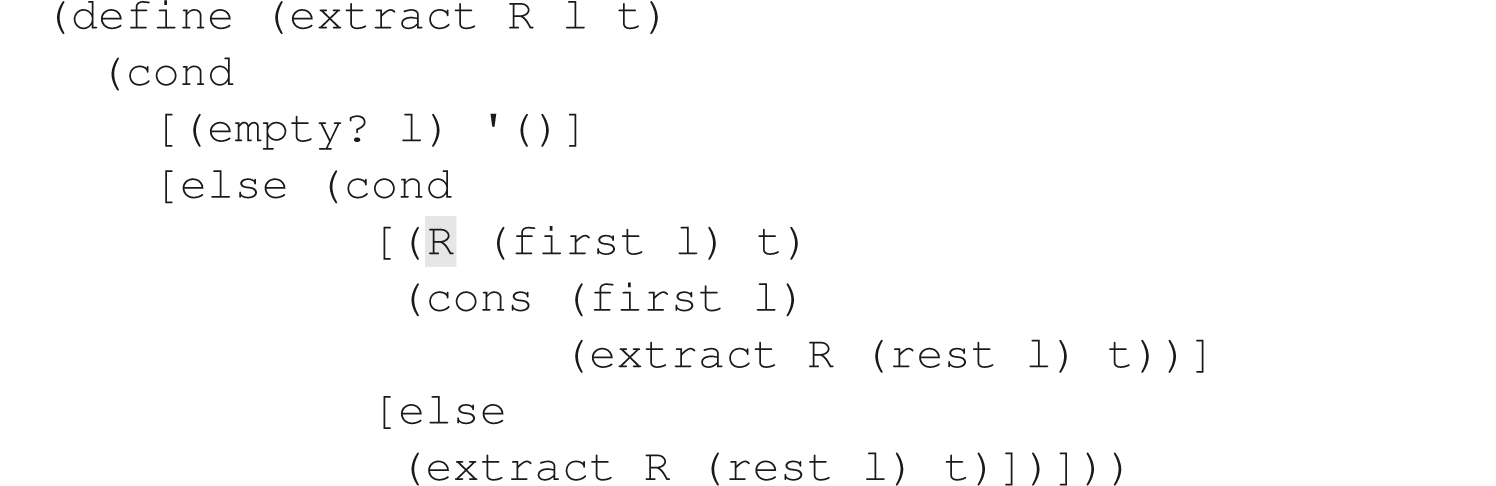 (define (extract R l t)
  (cond
    [(empty? l) '()]
    [else (cond
            [(R (first l) t)
             (cons (first l)
                   (extract R (rest l) t))]
            [else
             (extract R (rest l) t)])]))